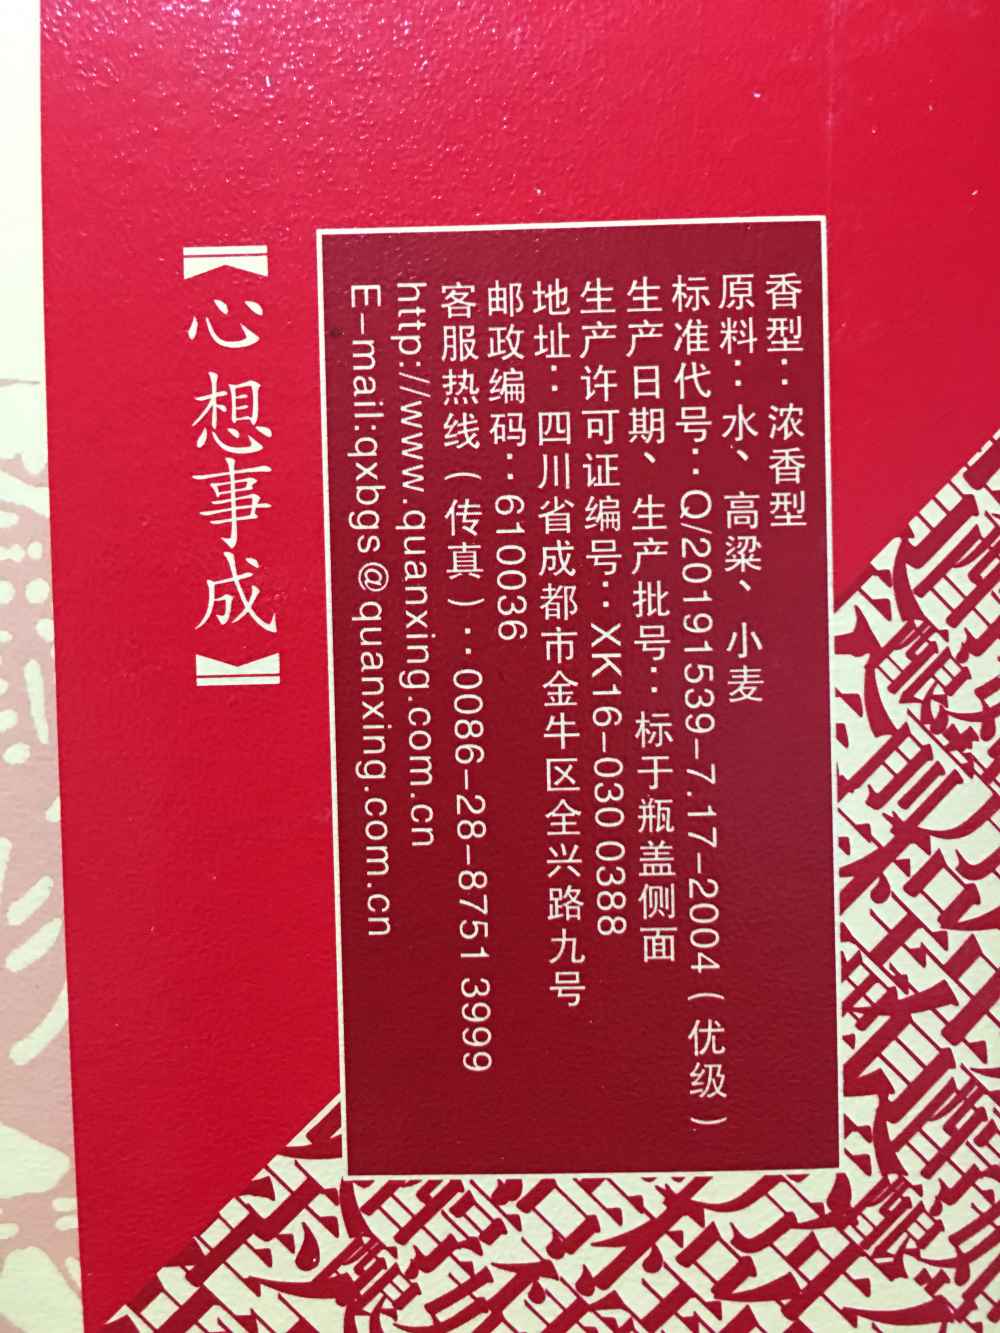 香型：浓香型
原料：水、高粱、小麦
标准代号：Q/20191539-7.17-2004（优级）
生产日期、生产批号：标于瓶盖侧面
生产许可证编号：XK16-030 0388
地址：四川省成都市金牛区全兴路九号
邮政编码：610036
客服热线（传真）：0086-28-8751 3999
http://www.quanxing.com.cn
E-mail:qxbgs@quanxing.com.cn
【心想事成】